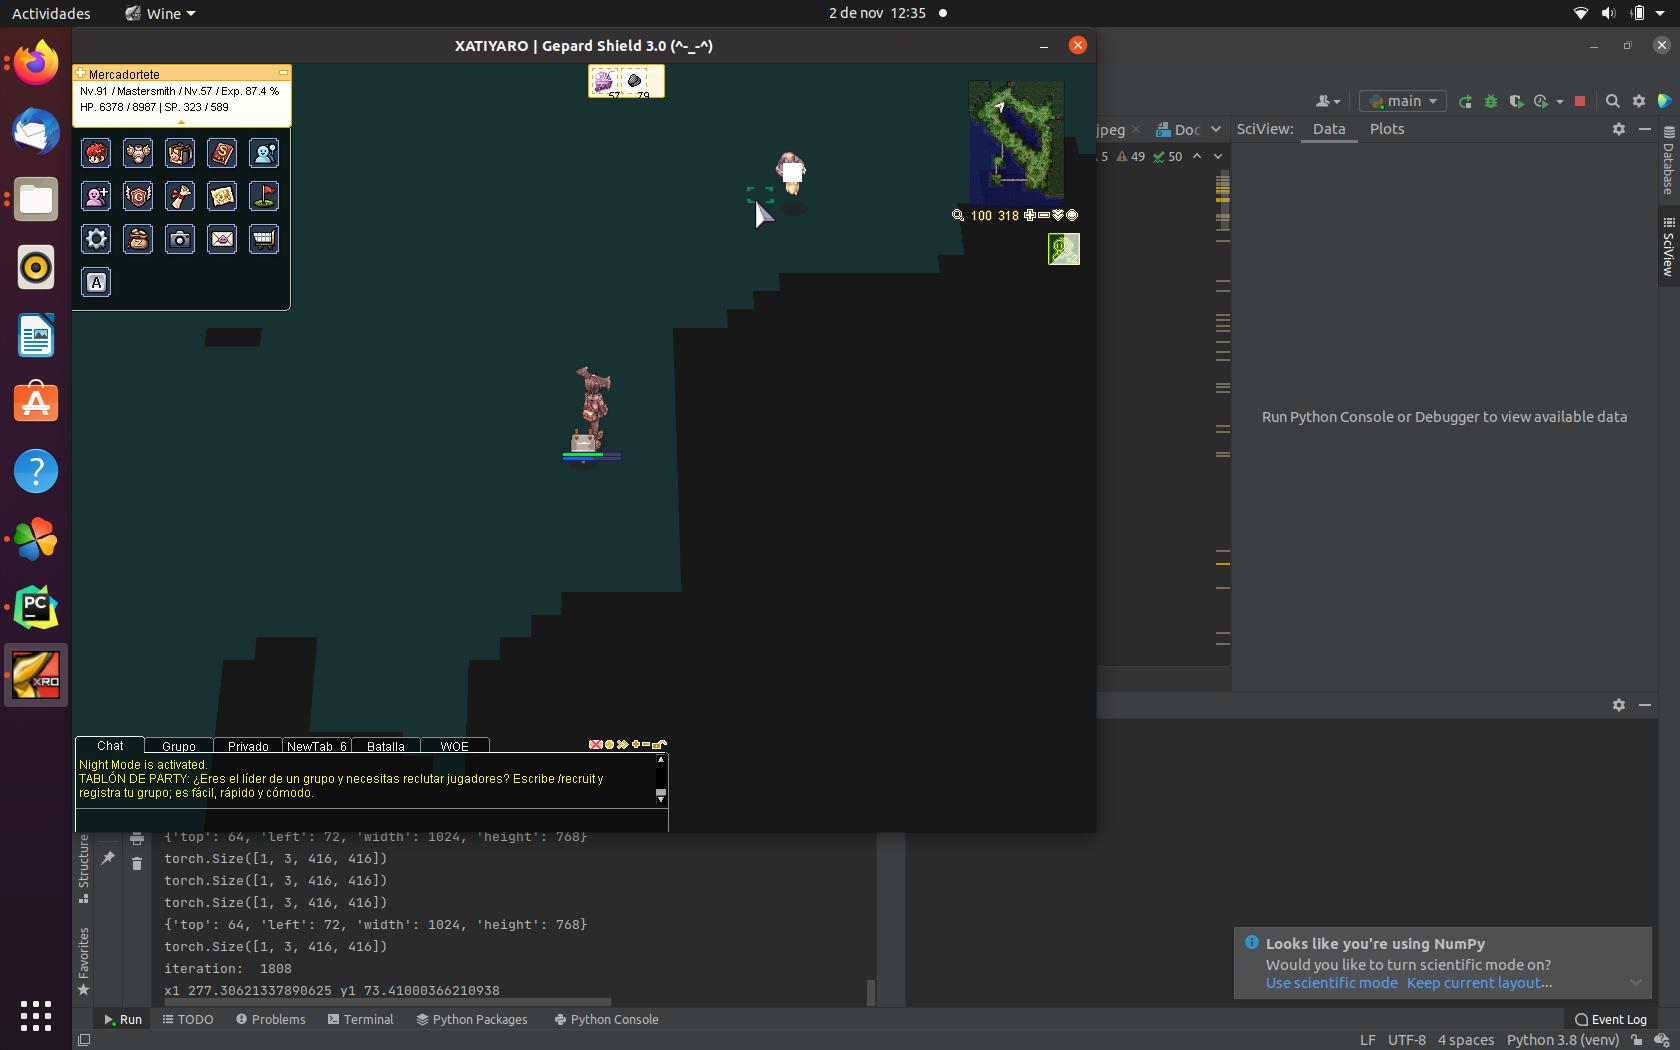 Actividades
Wine
2 de nov 12:35
XATIYARO | Gepard Shield 3.0 (^-_-^)
Mercadortete
Nv.91 / Mastersmith / Nv.57 / Exp. 87.4 %
HP. 6378 / 8987 | SP. 323 / 589
57 79
A
100 318
x2
main
jpeg
Doc
SciView:
Data
Plots
5
49
50
Database
SciView
Run Python Console or Debugger to view available data
PC
XRO
Chat
Grupo
Privado
NewTab 6
Batalla
WOE
Night Mode is activated.
TABLÓN DE PARTY: ¿Eres el líder de un grupo y necesitas reclutar jugadores? Escribe /recruit y
registra tu grupo; es fácil, rápido y cómodo.
{'top': 64, 'left': 72, 'width': 1024, 'height': 768}
torch.Size([1, 3, 416, 416])
torch.Size([1, 3, 416, 416])
torch.Size([1, 3, 416, 416])
{'top': 64, 'left': 72, 'width': 1024, 'height': 768}
torch.Size([1, 3, 416, 416])
iteration: 1808
x1 277.30621337890625 y1 73.41000366210938
Structure
Favorites
Looks like you're using NumPy
Would you like to turn scientific mode on?
Use scientific mode Keep current layout...
Run
TODO
Problems
Terminal
Python Packages
Python Console
Event Log
LF UTF-8 4 spaces Python 3.8 (venv)